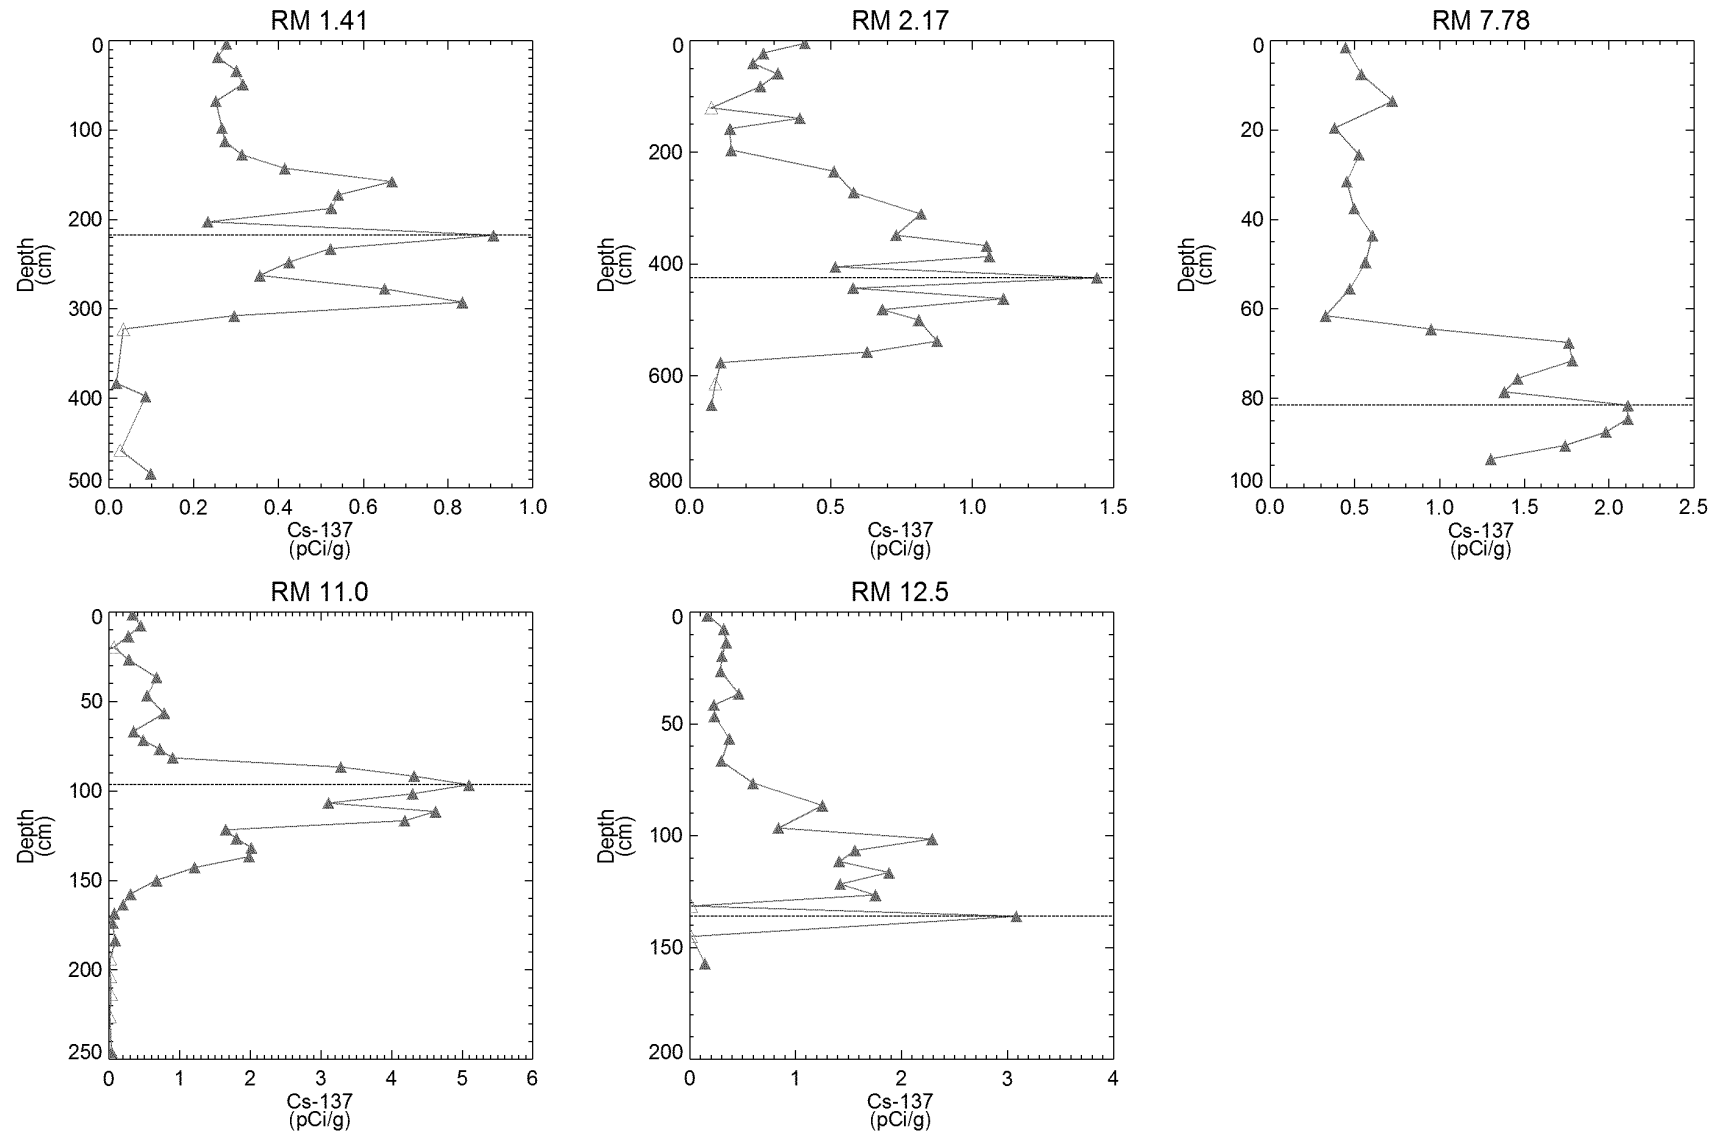 RM 1.41
0
100
200
300
400
500
Depth
(cm)
0.0 0.2 0.4 0.6 0.8 1.0
Cs-137
(pCi/g)
RM 2.17
0
200
400
600
800
Depth
(cm)
0.0 0.5 1.0 1.5
Cs-137
(pCi/g)
RM 7.78
0
20
40
60
80
100
Depth
(cm)
0.0 0.5 1.0 1.5 2.0 2.5
Cs-137
(pCi/g)
RM 11.0
0
50
100
150
200
250
Depth
(cm)
0 1 2 3 4 5 6
Cs-137
(pCi/g)
RM 12.5
0
50
100
150
200
Depth
(cm)
0 1 2 3 4
Cs-137
(pCi/g)